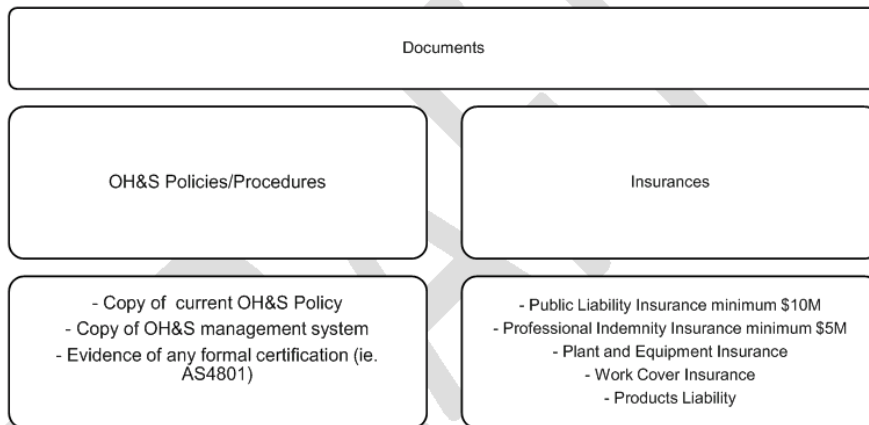 Documents
OH&S Policies/Procedures
Insurances
- Copy of current OH&S Policy
- Copy of OH&S management system
- Evidence of any formal certification (ie.
AS4801)
- Public Liability Insurance minimum $10M
- Professional Indemnity Insurance minimum $5M
- Plant and Equipment Insurance
- Work Cover Insurance
- Products Liability